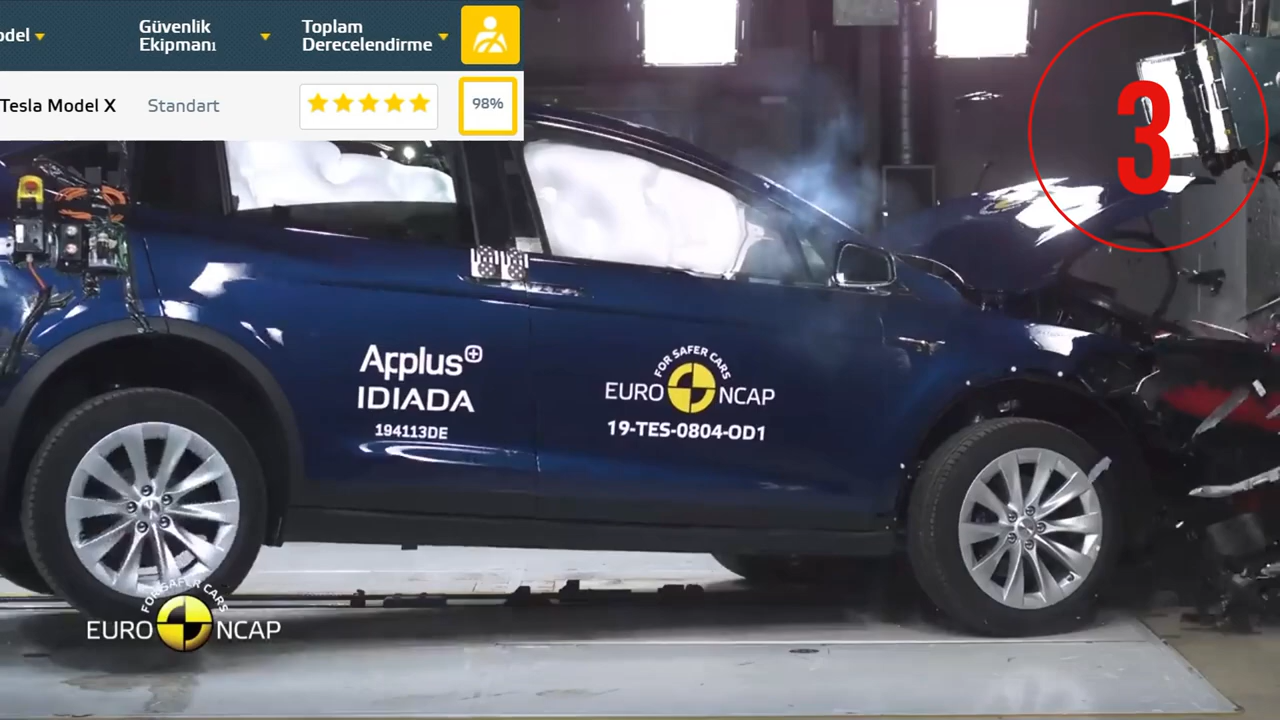 odel
Güvenlik
Ekipmanı
Toplam
Derecelendirme
Tesla Model X
Standart
98%
3
Applus+
IDIADA
194113DE
FOR SAFER CARS
EURO NCAP
19-TES-0804-OD1
FOR SAFER CARS
EURO NCAP